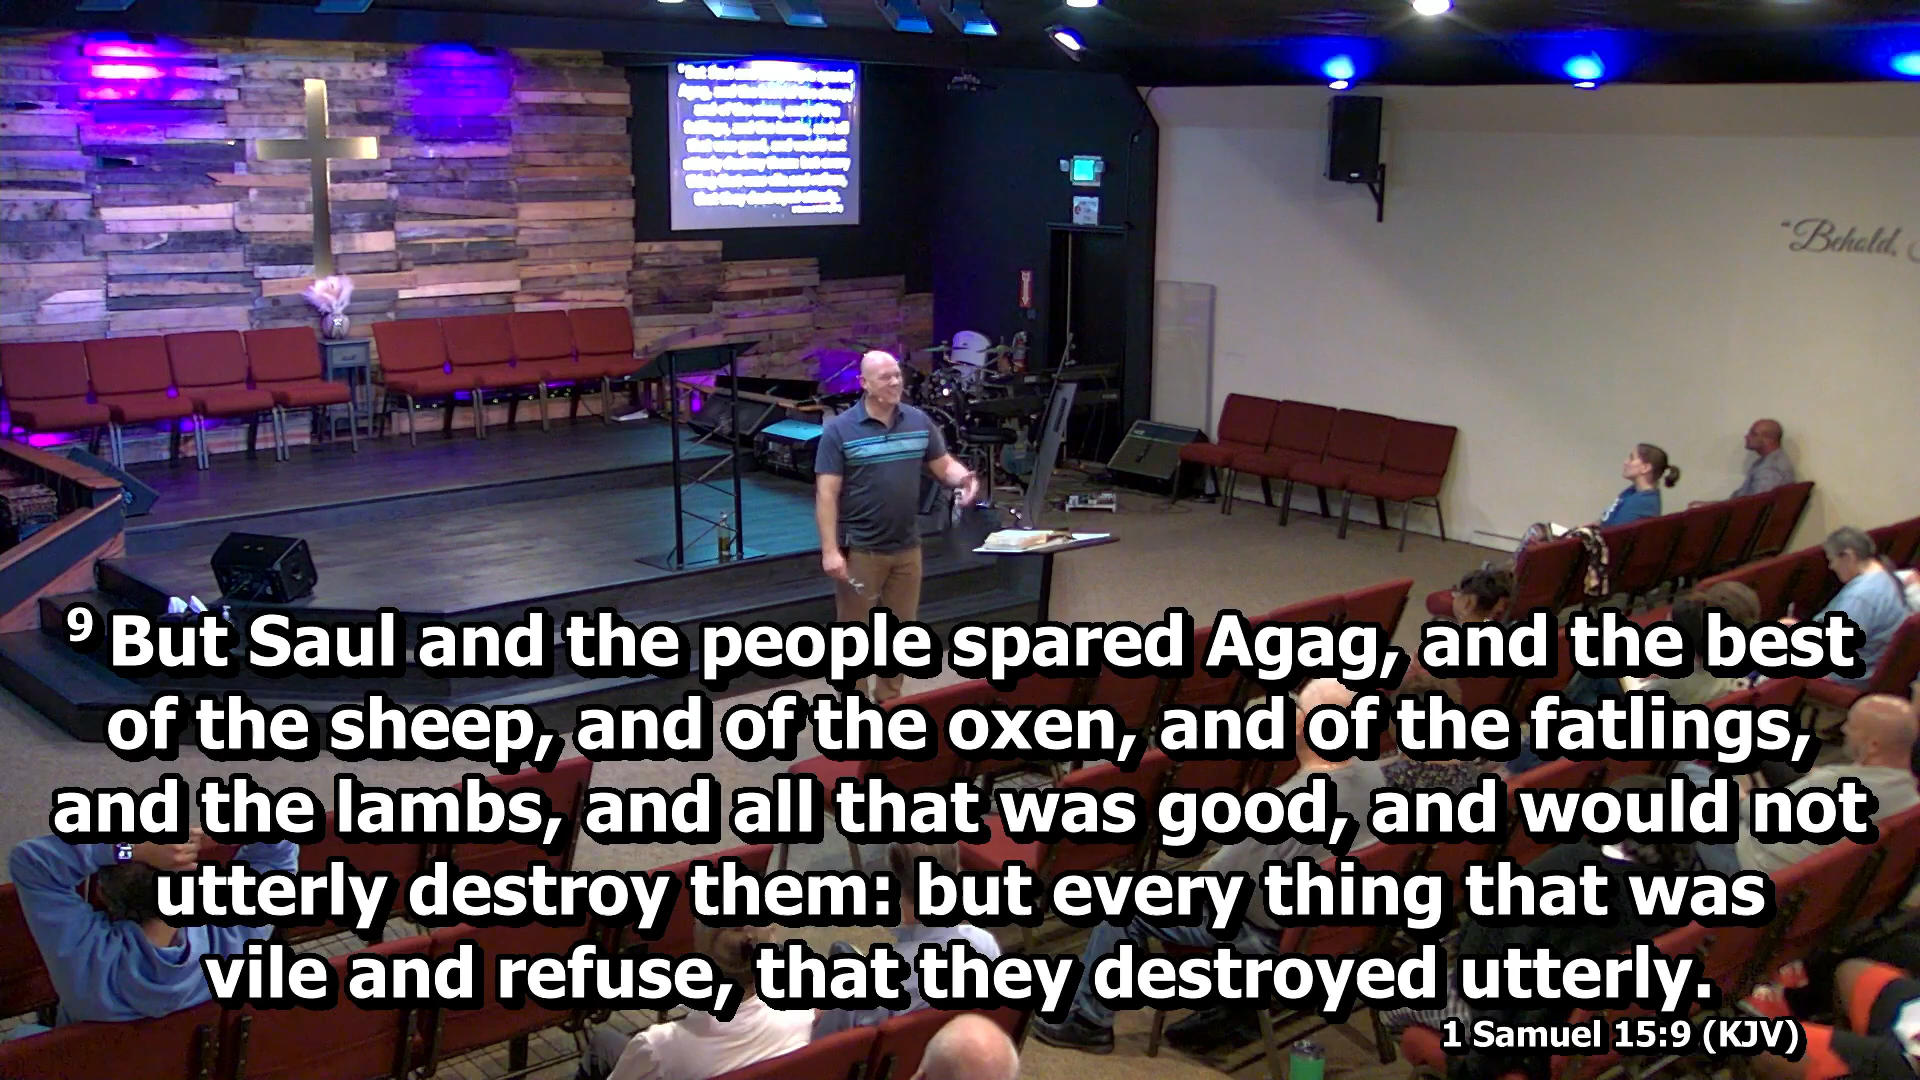 “Behold,
9 But Saul and the people spared Agag, and the best
of the sheep, and of the oxen, and of the fatlings,
and the lambs, and all that was good, and would not
utterly destroy them: but every thing that was
vile and refuse, that they destroyed utterly.
1 Samuel 15:9 (KJV)